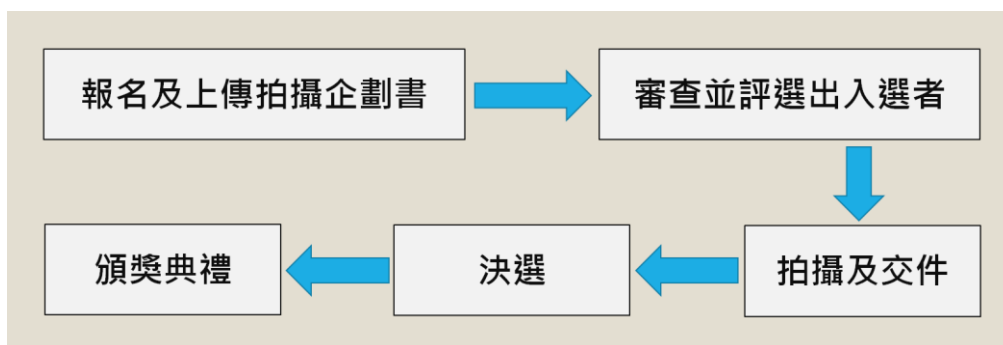 報名及上傳拍攝企劃書
審查並評選出入選者
拍攝及交件
決選
頒獎典禮